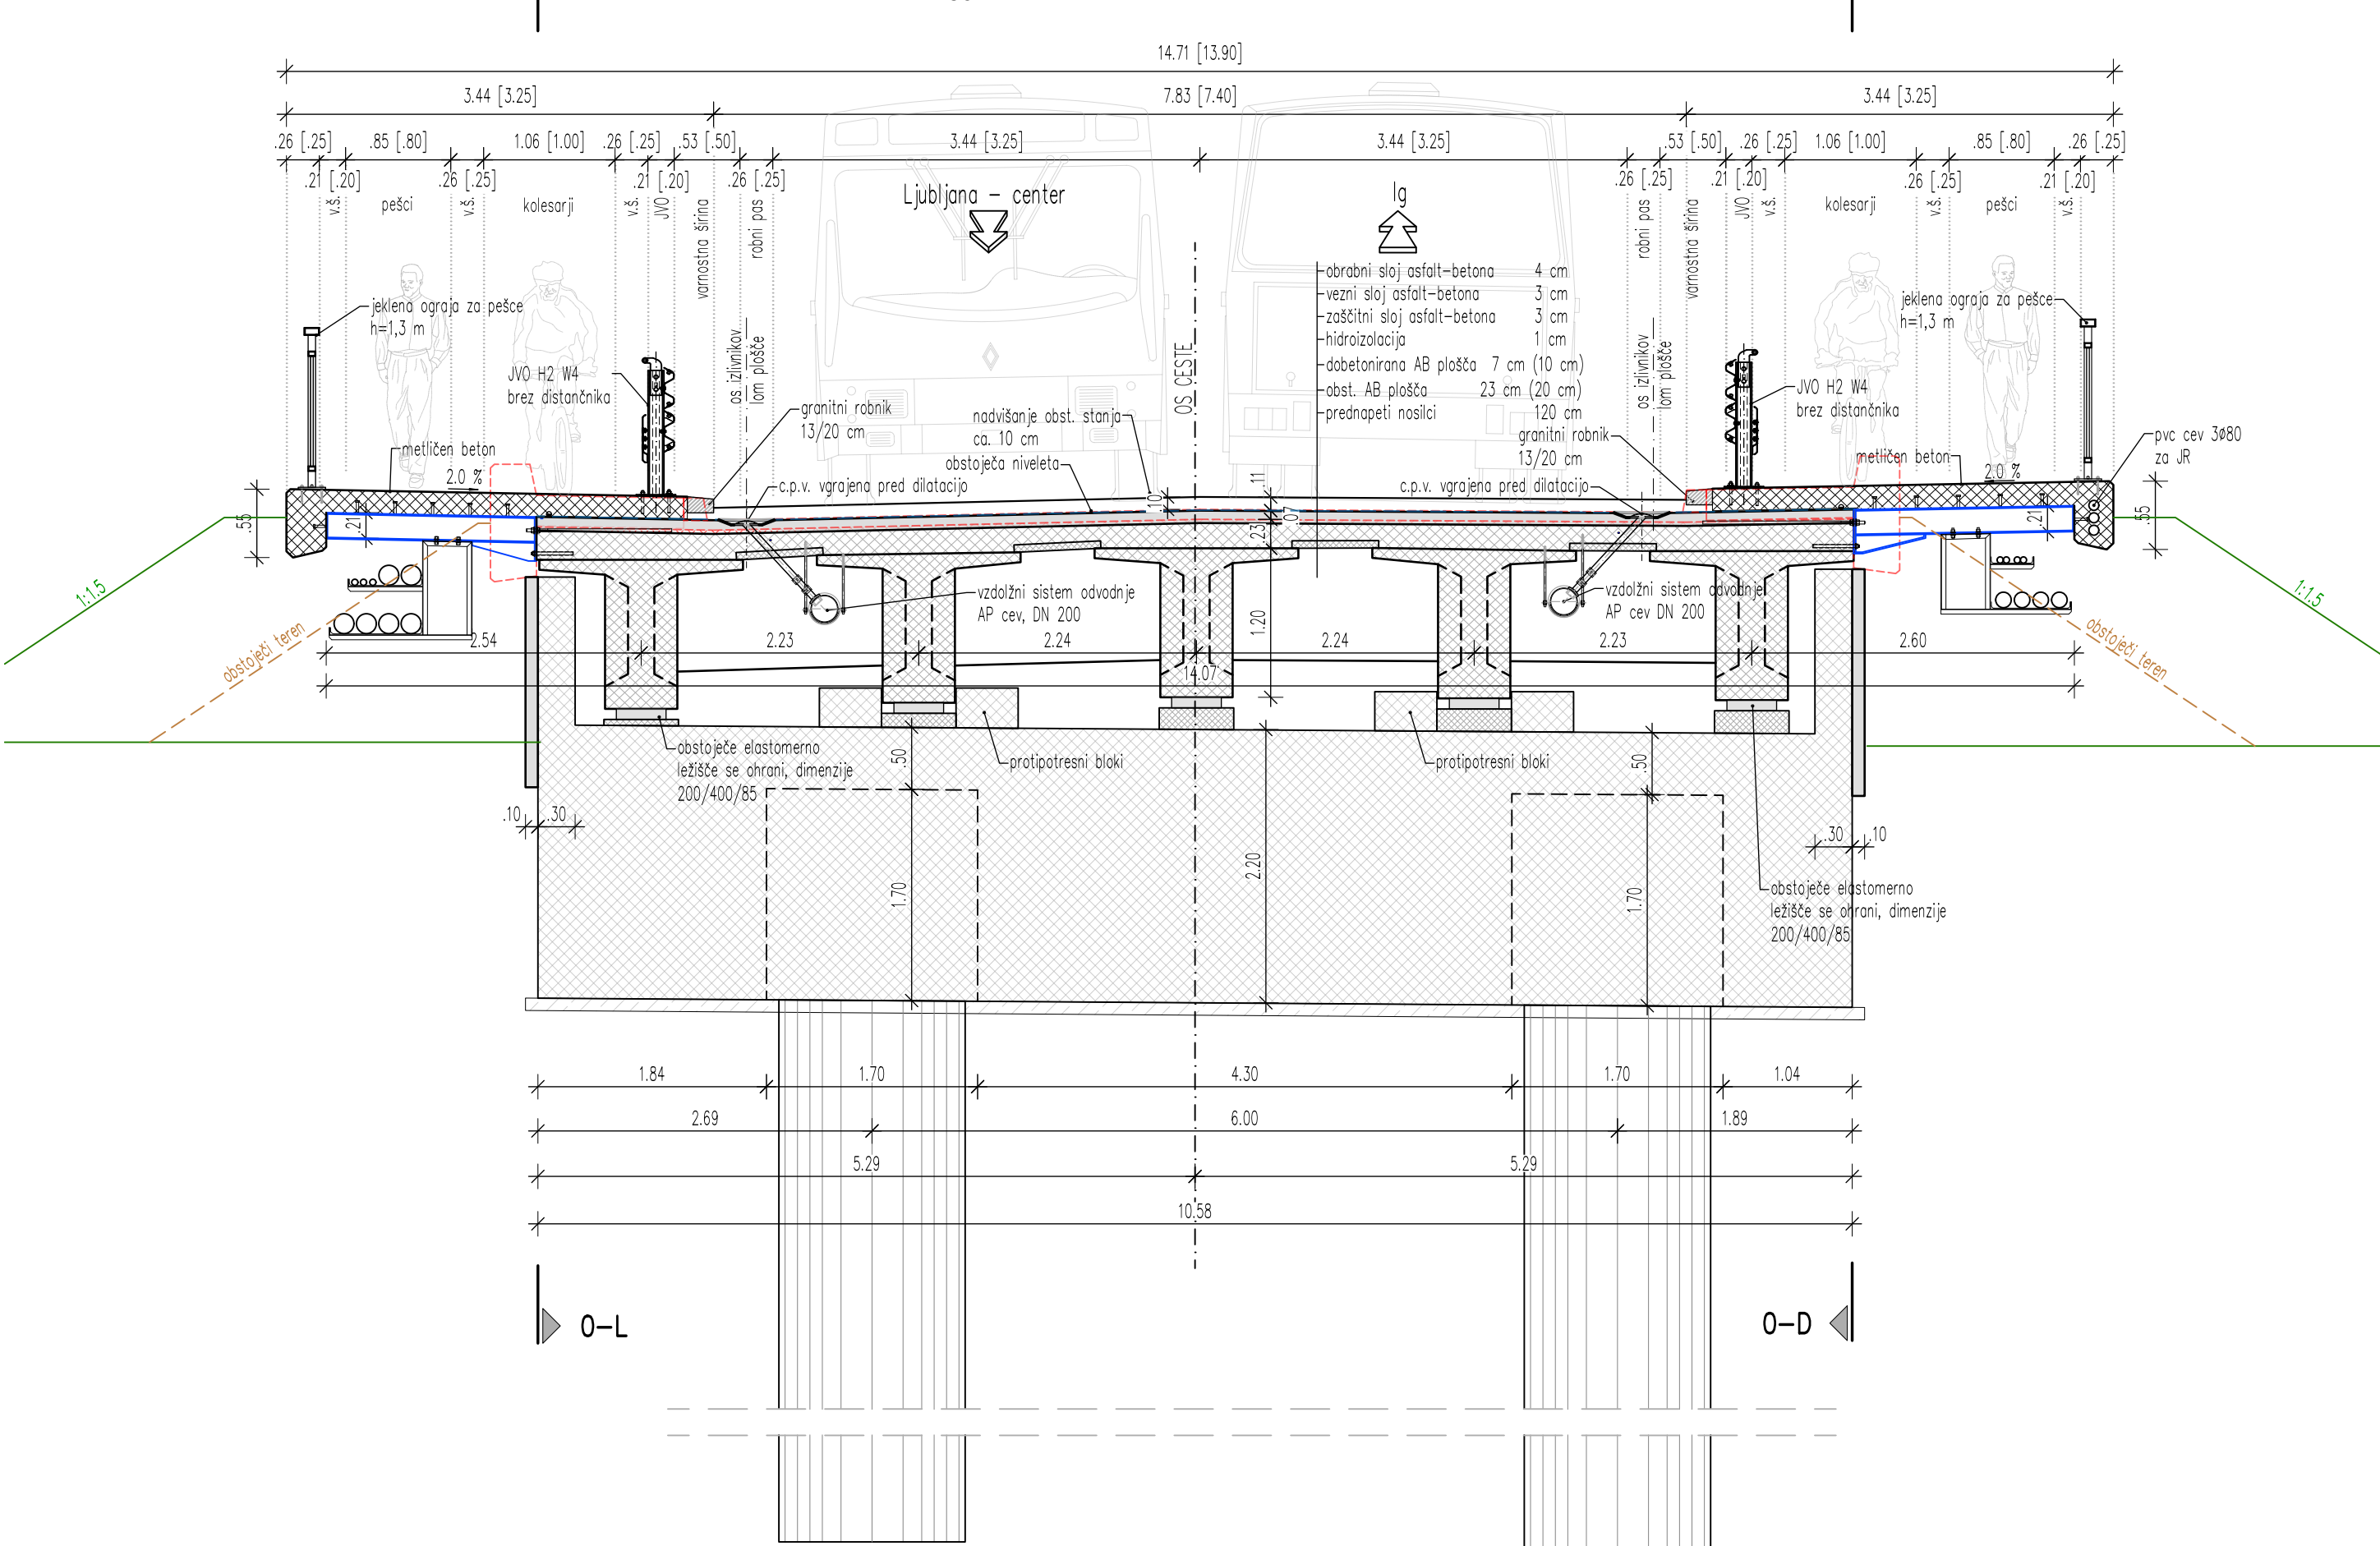 14.71 [13.90]
3.44 [3.25]
7.83 [7.40]
3.44 [3.25]
.26 [.25]
.85 [.80]
1.06 [1.00]
.26 [.25]
.53 [.50]
3.44 [3.25]
3.44 [3.25]
.53 [.50]
.26 [.25]
1.06 [1.00]
.85 [.80]
.26 [.25]
.21 [.20]
.26 [.25]
.21 [.20]
.26 [.25]
.26 [.25]
.21 [.20]
.26 [.25]
.21 [.20]
v.š.
pešci
v.š.
kolesarji
v.š.
JVO
varnostna širina
robni pas
Ljubljana - center
Ig
robni pas
varnostna širina
JVO
v.š.
kolesarji
v.š.
pešci
v.š.
obrabni sloj asfalt-betona 4 cm
vezni sloj asfalt-betona 3 cm
zaščitni sloj asfalt-betona 3 cm
hidroizolacija 1 cm
dobetonirana AB plošča 7 cm (10 cm)
obst. AB plošča 23 cm (20 cm)
prednapeti nosilci 120 cm
jeklena ograja za pešce
h=1,3 m
jeklena ograja za pešce
h=1,3 m
JVO H2 W4
brez distančnika
os izlivnikov
lom plošče
OS CESTE
os izlivnikov
lom plošče
JVO H2 W4
brez distančnika
granitni robnik
13/20 cm
nadvišanje obst. stanja
ca. 10 cm
obstoječa niveleta
granitni robnik
13/20 cm
pvc cev 3ø80
za JR
metličen beton
2.0 %
metličen beton
2.0 %
c.p.v. vgrajena pred dilatacijo
c.p.v. vgrajena pred dilatacijo
.10
.11
.07
.23
.55
.21
.21
.55
1:1.5
1:1.5
vzdolžni sistem odvodnje
AP cev, DN 200
vzdolžni sistem odvodnje
AP cev DN 200
1.20
obstoječi teren
obstoječi teren
2.54
2.23
2.24
2.24
2.23
2.60
14.07
obstoječe elastomerno
ležišče se ohrani, dimenzije
200/400/85
.50
protipotresni bloki
protipotresni bloki
.50
.10
.30
.30
.10
1.70
2.20
1.70
obstoječe elastomerno
ležišče se ohrani, dimenzije
200/400/85
1.84
1.70
4.30
1.70
1.04
2.69
6.00
1.89
5.29
5.29
10.58
O-L
O-D